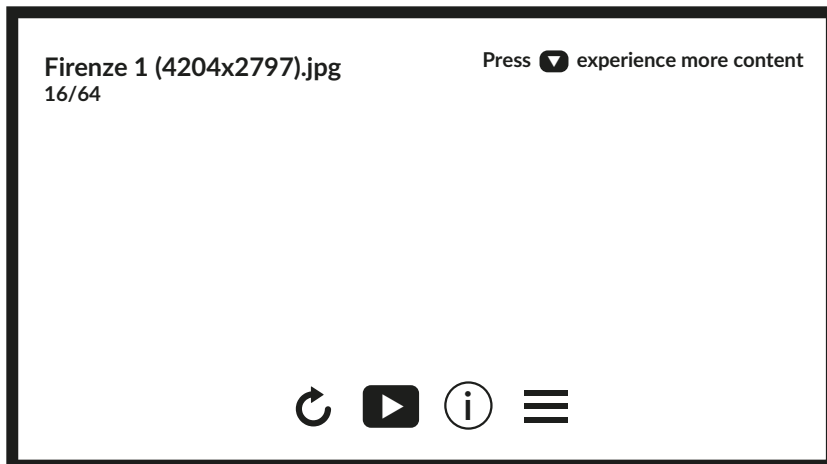 Firenze 1 (4204x2797).jpg
16/64
Press ▼ experience more content
i